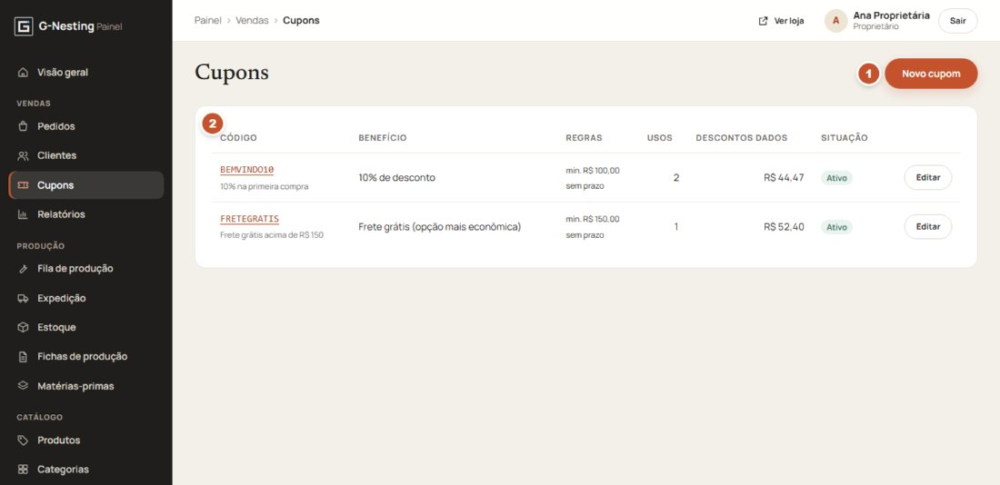 G-Nesting Painel
Visão geral
VENDAS
Pedidos
Clientes
Cupons
Relatórios
PRODUÇÃO
Fila de produção
Expedição
Estoque
Fichas de produção
Matérias-primas
CATÁLOGO
Produtos
Categorias
Painel › Vendas › Cupons
Ver loja
A
Ana Proprietária
Proprietário
Sair
Cupons
1
Novo cupom
2
CÓDIGO BENEFÍCIO REGRAS USOS DESCONTOS DADOS SITUAÇÃO
BEMVINDO10
10% na primeira compra
10% de desconto
min. R$ 100,00
sem prazo
2
R$ 44,47
Ativo
Editar
FRETEGRATIS
Frete grátis acima de R$ 150
Frete grátis (opção mais econômica)
min. R$ 150,00
sem prazo
1
R$ 52,40
Ativo
Editar